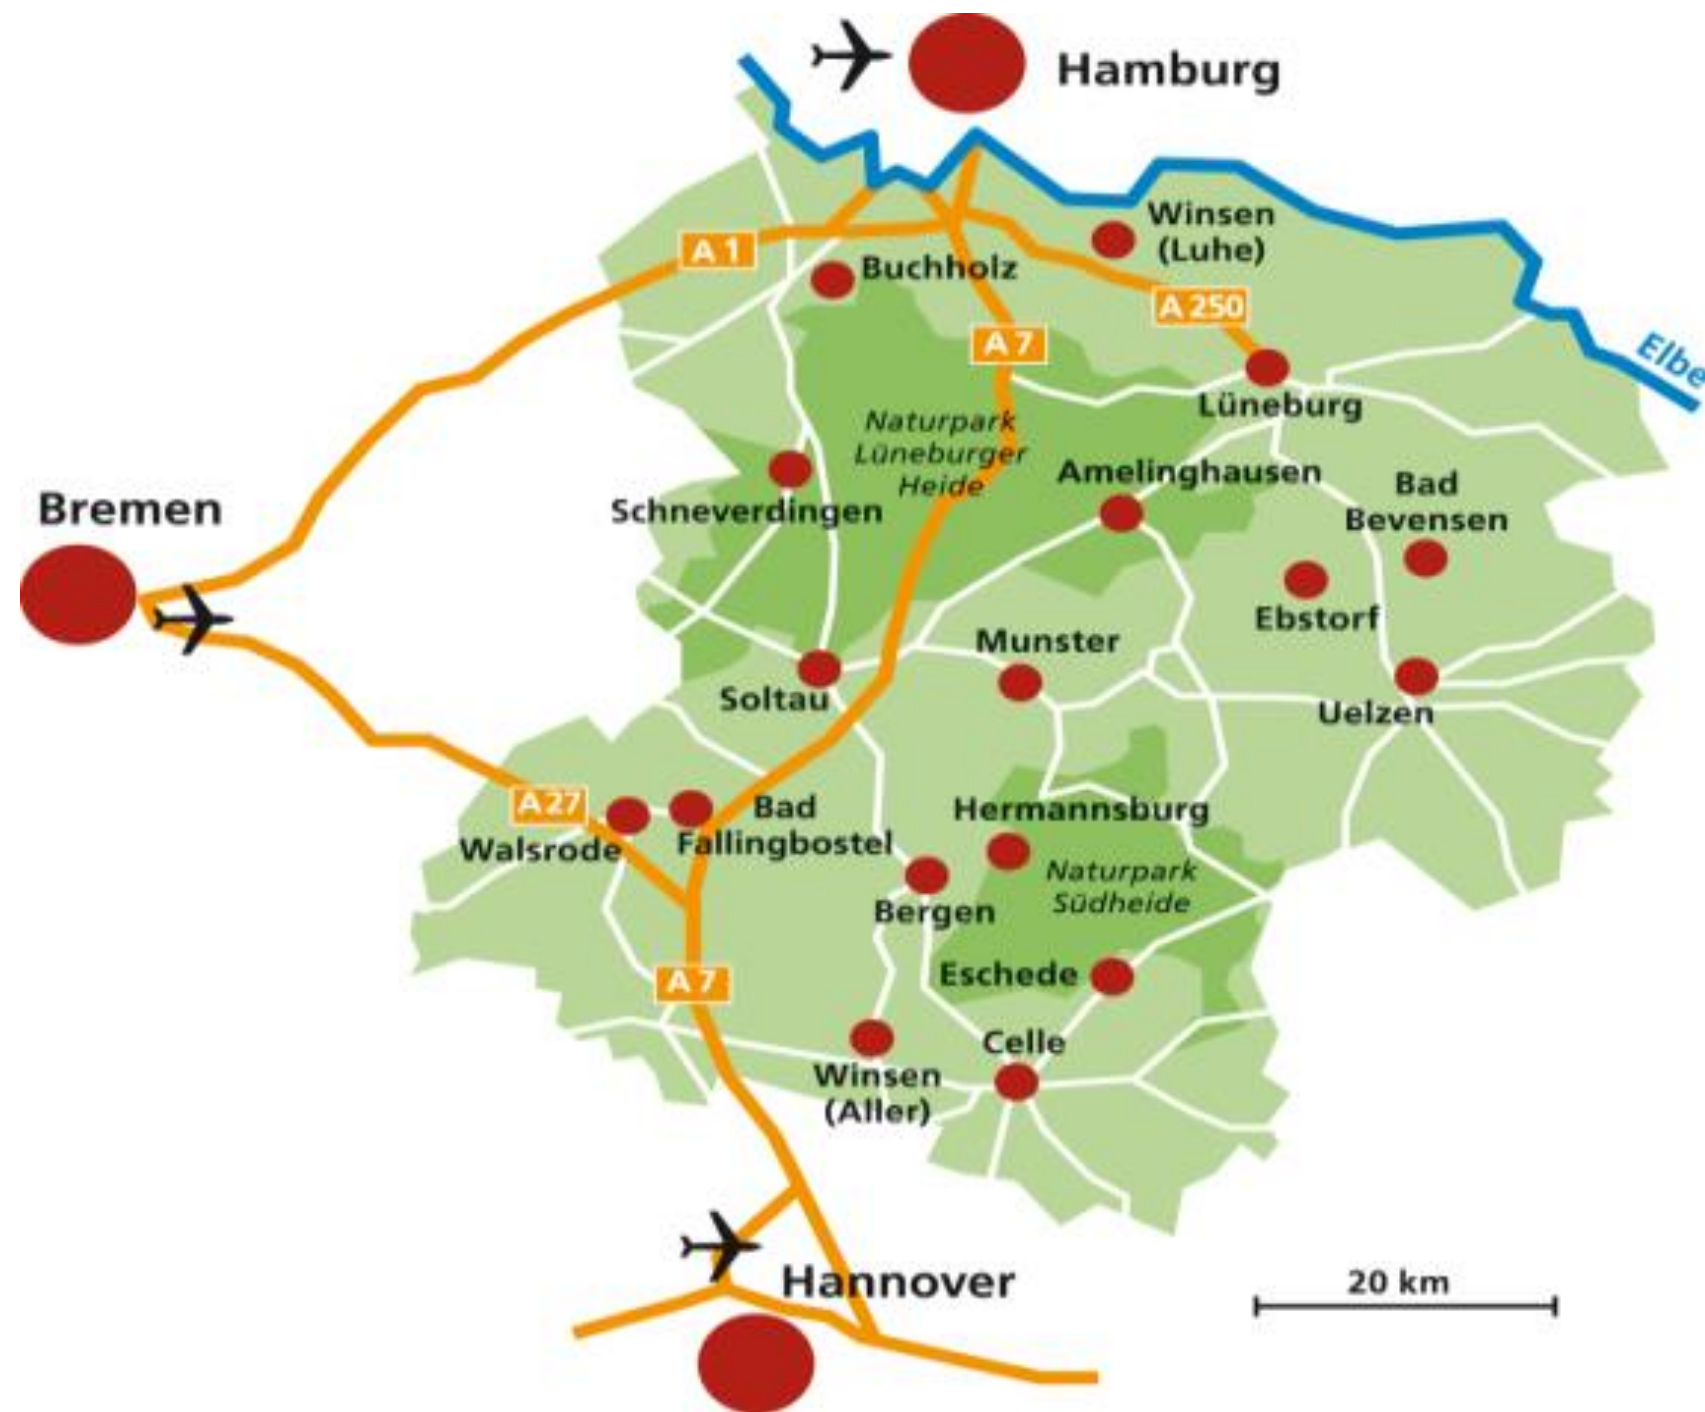 Hamburg
Winsen
(Luhe)
A 1
Buchholz
A 250
A 7
Elbe
Lüneburg
Naturpark
Lüneburger
Heide
Amelinghausen
Bad
Bevensen
Schneverdingen
Bremen
Ebstorf
Munster
Soltau
Uelzen
A 27
Bad
Fallingbostel
Walsrode
Hermannsburg
Naturpark
Südheide
Bergen
Eschede
A 7
Celle
Winsen
(Aller)
Hannover
20 km